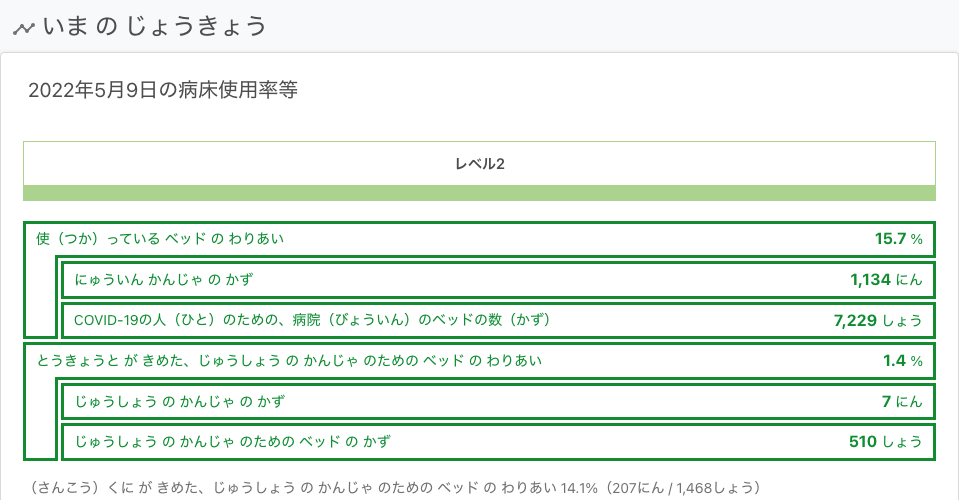 いま の じょうきょう
2022年5月9日の病床使用率等
レベル2
使（つか）っている ベッド の わりあい 15.7 %
にゅういん かんじゃ の かず 1,134 にん
COVID-19の人（ひと）のための、病院（びょういん）のベッドの数（かず） 7,229 しょう
とうきょうと が きめた、じゅうしょう の かんじゃ のための ベッド の わりあい 1.4 %
じゅうしょう の かんじゃ の かず 7 にん
じゅうしょう の かんじゃ のための ベッド の かず 510 しょう
（さんこう）くに が きめた、じゅうしょう の かんじゃ のための ベッド の わりあい 14.1%（207にん / 1,468しょう）